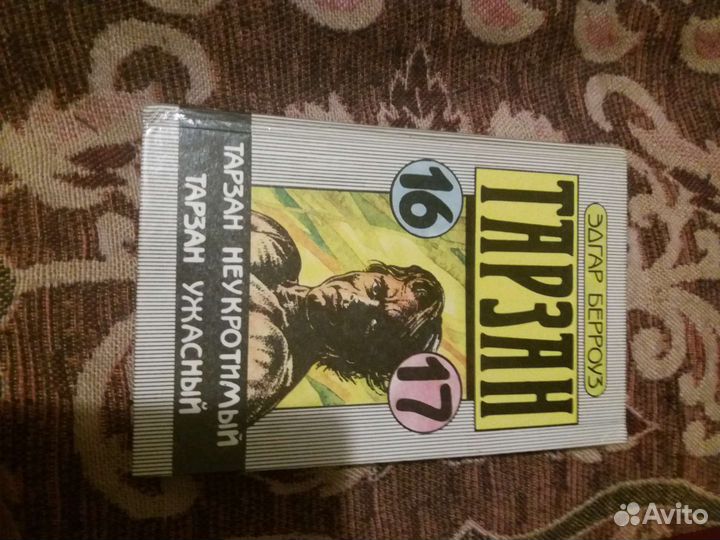 ЭДГАР БЕРРОУЗ
ТАРЗАН
16
17
ТАРЗАН НЕУКРОТИМЫЙ
ТАРЗАН УЖАСНЫЙ
Avito